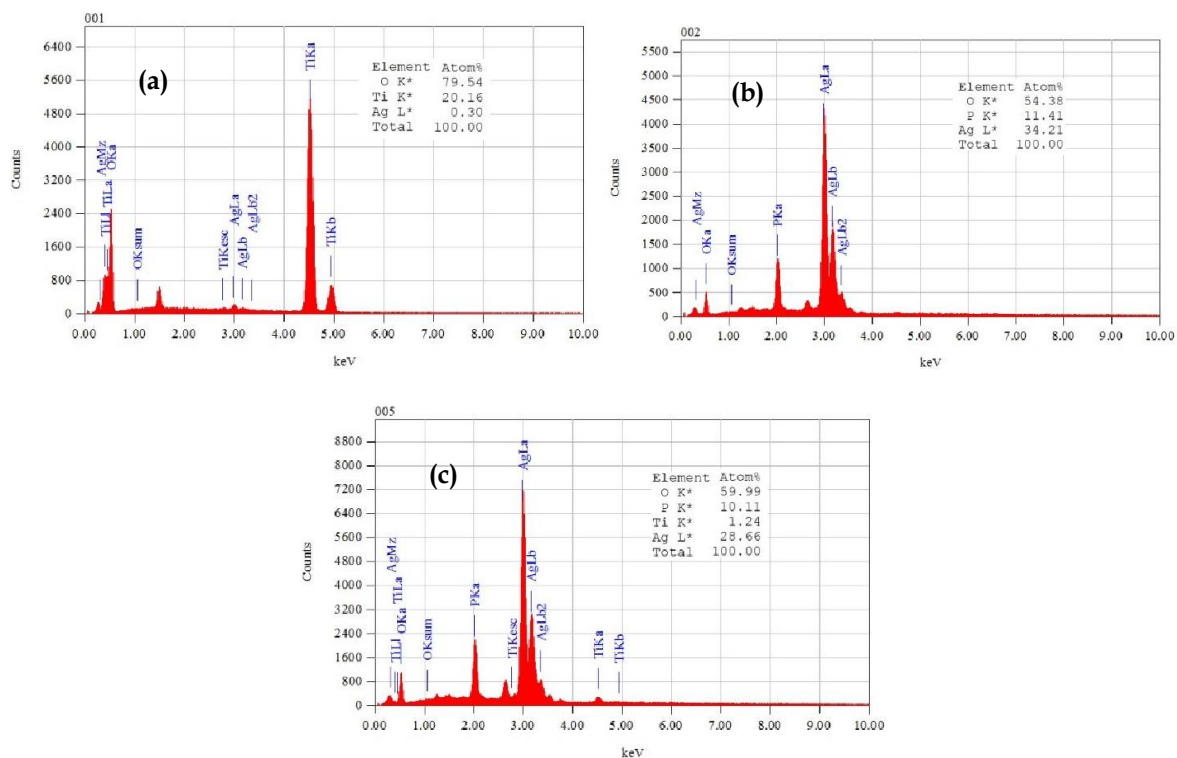 001
(a)
6400
5600
4800
4000
3200
2400
1600
800
0
Counts
0.00 1.00 2.00 3.00 4.00 5.00 6.00 7.00 8.00 9.00 10.00
keV
AgMz
TiLl TiLa
OKa
OKsum
TiKesc
AgLa
AgLb
AgLb2
TiKa
TiKb
Element Atom%
O K* 79.54
Ti K* 20.16
Ag L* 0.30
Total 100.00
002
(b)
5500
5000
4500
4000
3500
3000
2500
2000
1500
1000
500
0
Counts
0.00 1.00 2.00 3.00 4.00 5.00 6.00 7.00 8.00 9.00 10.00
keV
AgMz
OKa
OKsum
PKa
AgLa
AgLb
AgLb2
Element Atom%
O K* 54.38
P K* 11.41
Ag L* 34.21
Total 100.00
005
(c)
8800
8000
7200
6400
5600
4800
4000
3200
2400
1600
800
0
Counts
0.00 1.00 2.00 3.00 4.00 5.00 6.00 7.00 8.00 9.00 10.00
keV
AgMz
TiLl
OKa TiLa
OKsum
PKa
TiKesc
AgLa
AgLb
AgLb2
TiKa
TiKb
Element Atom%
O K* 59.99
P K* 10.11
Ti K* 1.24
Ag L* 28.66
Total 100.00